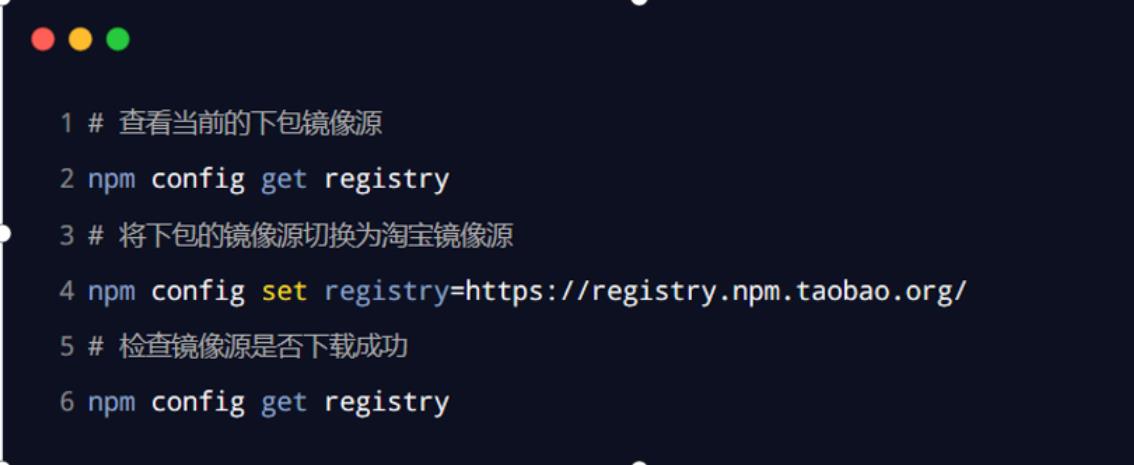 1 # 查看当前的下包镜像源
2 npm config get registry
3 # 将下包的镜像源切换为淘宝镜像源
4 npm config set registry=https://registry.npm.taobao.org/
5 # 检查镜像源是否下载成功
6 npm config get registry